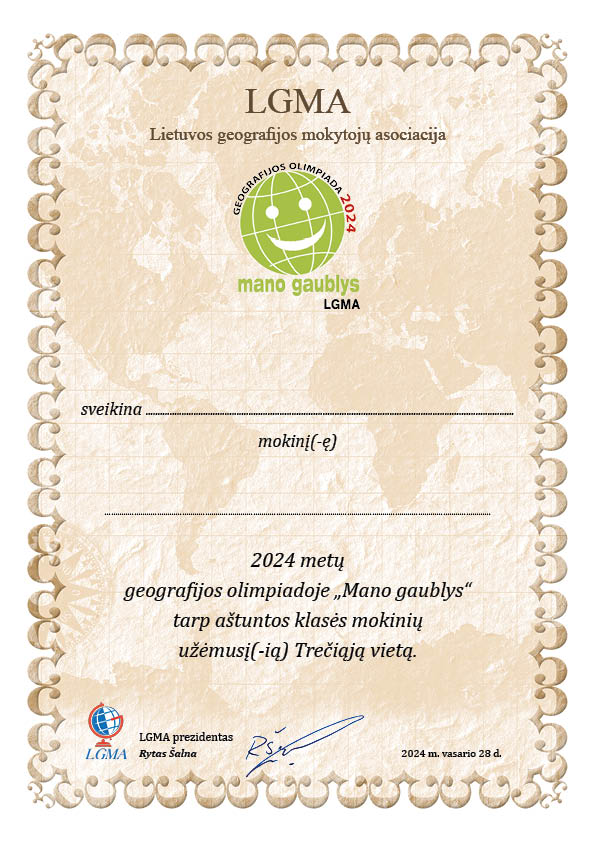 LGMA
Lietuvos geografijos mokytojų asociacija
GEOGRAFIJOS OLIMPIADA 2024
mano gaublys
LGMA
sveikina ........................................
mokinį(-ę)
........................................
2024 metų
geografijos olimpiadoje „Mano gaublys“
tarp aštuntos klasės mokinių
užėmusį(-ią) Trečiąją vietą.
LGMA
LGMA prezidentas
Rytas Šalna
2024 m. vasario 28 d.